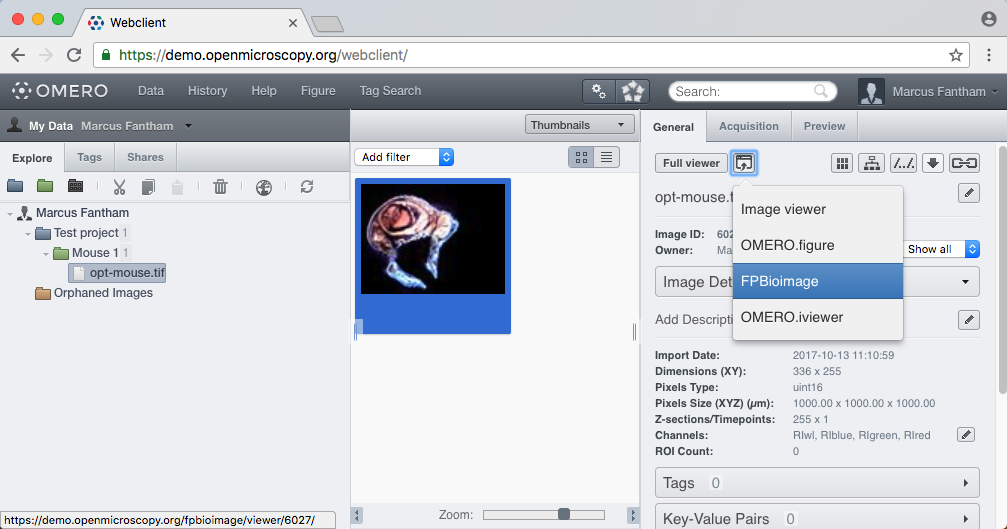 Webclient
https://demo.openmicroscopy.org/webclient/
OMERO
Data
History
Help
Figure
Tag Search
Search:
Marcus Fantham
My Data Marcus Fantham
Explore
Tags
Shares
Marcus Fantham
Test project 1
Mouse 1 1
opt-mouse.tif
Orphaned Images
https://demo.openmicroscopy.org/fpbioimage/viewer/6027/
Thumbnails
Add filter
Zoom:
General
Acquisition
Preview
Full viewer
opt-mouse.t
Image viewer
OMERO.figure
FPBioimage
OMERO.iviewer
Image ID: 602
Owner: Ma
Show all
Image Det
Add Descripti
Import Date: 2017-10-13 11:10:59
Dimensions (XY): 336 x 255
Pixels Type: uint16
Pixels Size (XYZ) (µm): 1000.00 x 1000.00 x 1000.00
Z-sections/Timepoints: 255 x 1
Channels: RIwl, RIblue, RIgreen, RIred
ROI Count: 0
Tags 0
Key-Value Pairs 0